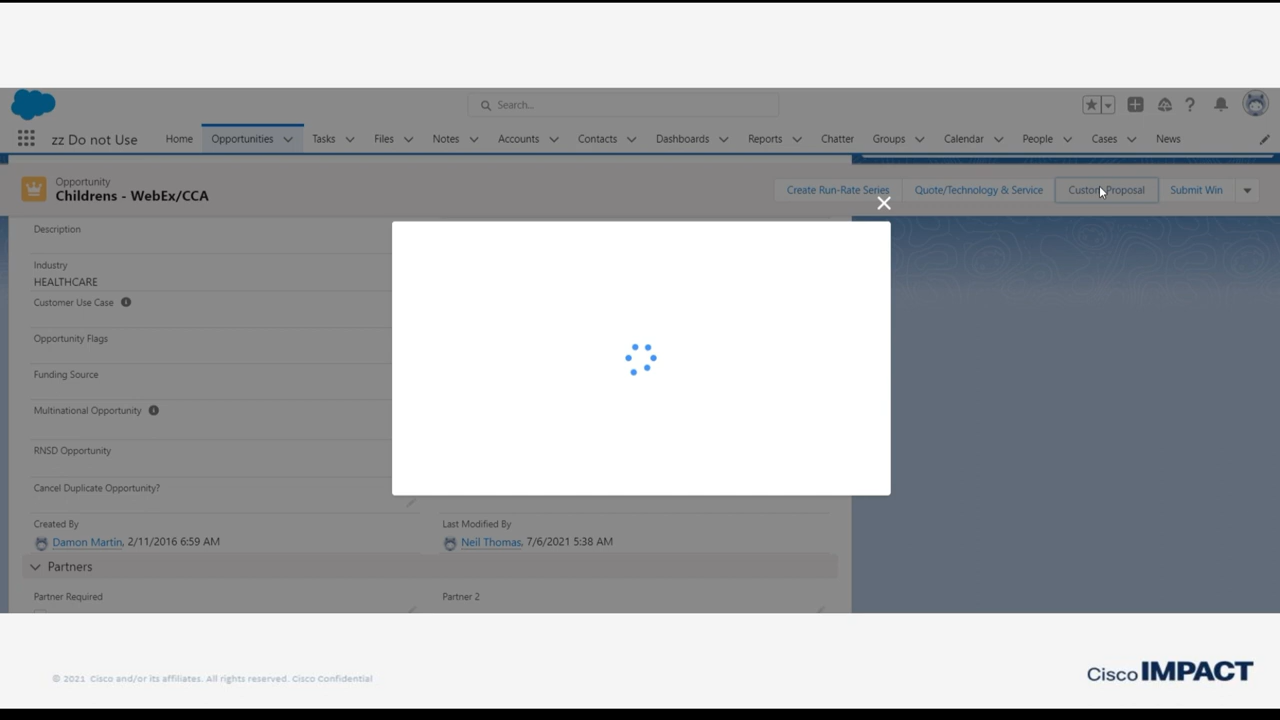 Search...
zz Do not Use
Home
Opportunities
Tasks
Files
Notes
Accounts
Contacts
Dashboards
Reports
Chatter
Groups
Calendar
People
Cases
News
Opportunity
Childrens - WebEx/CCA
Create Run-Rate Series
Quote/Technology & Service
Custom Proposal
Submit Win
Description
Industry
HEALTHCARE
Customer Use Case
Opportunity Flags
Funding Source
Multinational Opportunity
RNSD Opportunity
Cancel Duplicate Opportunity?
Created By
Damon Martin, 2/11/2016 6:59 AM
Last Modified By
Neil Thomas, 7/6/2021 5:38 AM
Partners
Partner Required
Partner 2
© 2021 Cisco and/or its affiliates. All rights reserved. Cisco Confidential
Cisco IMPACT